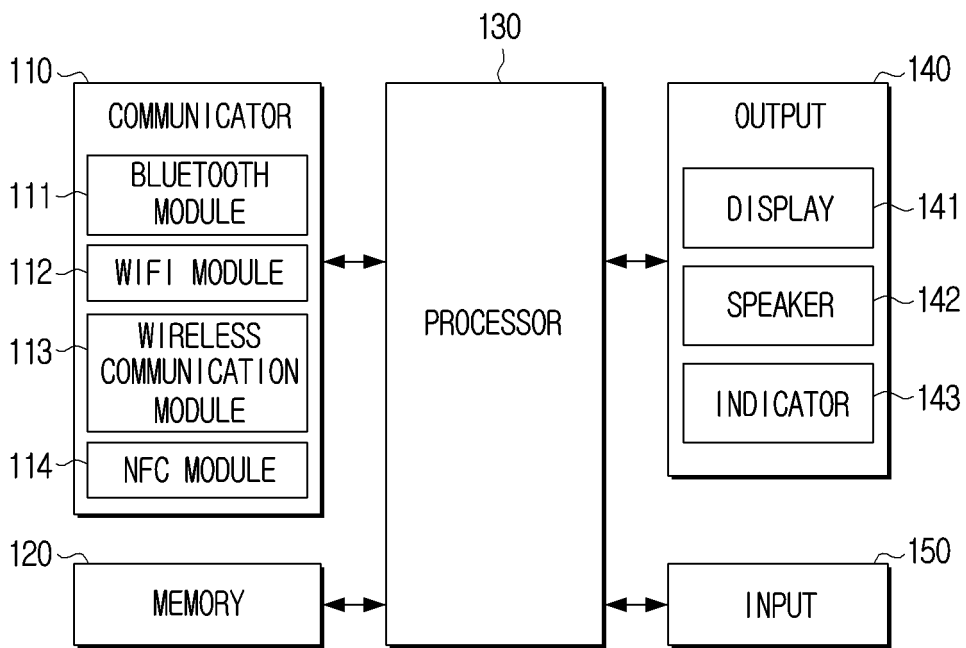 130
110
COMMUNICATOR
111
BLUETOOTH
MODULE
112
WIFI MODULE
113
WIRELESS
COMMUNICATION
MODULE
114
NFC MODULE
120
MEMORY
PROCESSOR
140
OUTPUT
DISPLAY
141
SPEAKER
142
INDICATOR
143
150
INPUT